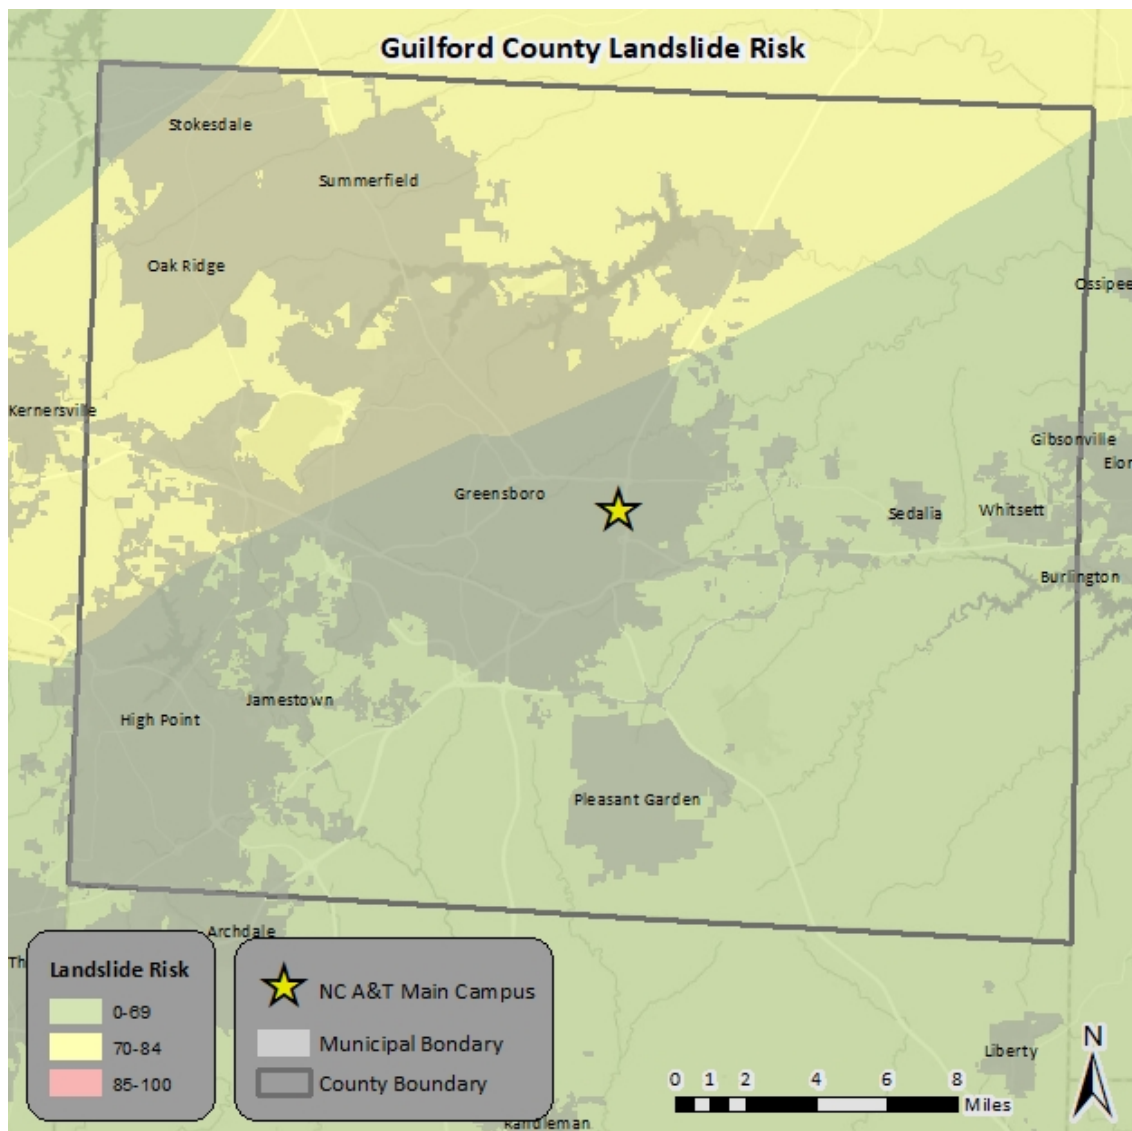 Guilford County Landslide Risk
Stokesdale
Summerfield
Oak Ridge
Ossipee
Kernersville
Gibsonville
Elon
Greensboro
Sedalia
Whitsett
Burlington
Jamestown
High Point
Pleasant Garden
Archdale
Th
Landslide Risk
0-69
70-84
85-100
NC A&T Main Campus
Municipal Bondary
County Boundary
Liberty
N
0 1 2 4 6 8
Miles
Randleman